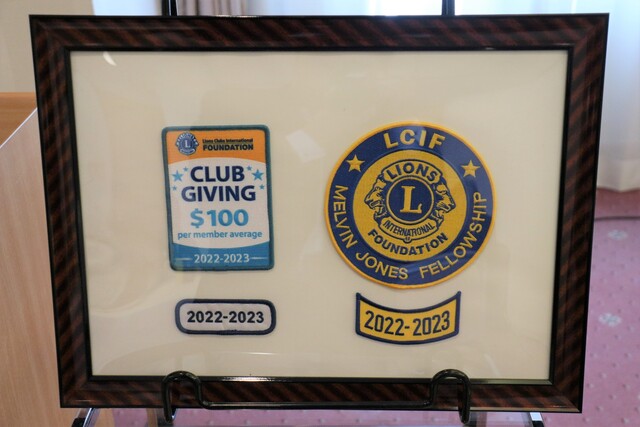 Lions Clubs International
FOUNDATION
CLUB
GIVING
$100
per member average
2022-2023
2022-2023
LCIF
LIONS
L
INTERNATIONAL
FOUNDATION
MELVIN JONES FELLOWSHIP
2022-2023